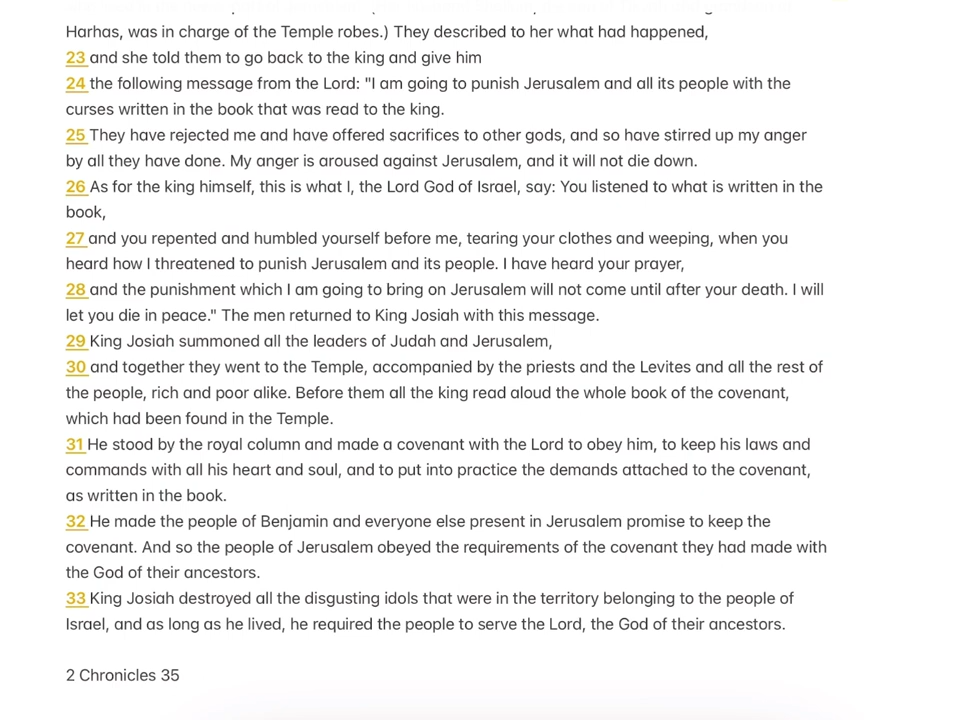 Harhas, was in charge of the Temple robes.) They described to her what had happened,
23 and she told them to go back to the king and give him
24 the following message from the Lord: "I am going to punish Jerusalem and all its people with the
curses written in the book that was read to the king.
25 They have rejected me and have offered sacrifices to other gods, and so have stirred up my anger
by all they have done. My anger is aroused against Jerusalem, and it will not die down.
26 As for the king himself, this is what I, the Lord God of Israel, say: You listened to what is written in the
book,
27 and you repented and humbled yourself before me, tearing your clothes and weeping, when you
heard how I threatened to punish Jerusalem and its people. I have heard your prayer,
28 and the punishment which I am going to bring on Jerusalem will not come until after your death. I will
let you die in peace." The men returned to King Josiah with this message.
29 King Josiah summoned all the leaders of Judah and Jerusalem,
30 and together they went to the Temple, accompanied by the priests and the Levites and all the rest of
the people, rich and poor alike. Before them all the king read aloud the whole book of the covenant,
which had been found in the Temple.
31 He stood by the royal column and made a covenant with the Lord to obey him, to keep his laws and
commands with all his heart and soul, and to put into practice the demands attached to the covenant,
as written in the book.
32 He made the people of Benjamin and everyone else present in Jerusalem promise to keep the
covenant. And so the people of Jerusalem obeyed the requirements of the covenant they had made with
the God of their ancestors.
33 King Josiah destroyed all the disgusting idols that were in the territory belonging to the people of
Israel, and as long as he lived, he required the people to serve the Lord, the God of their ancestors.
2 Chronicles 35